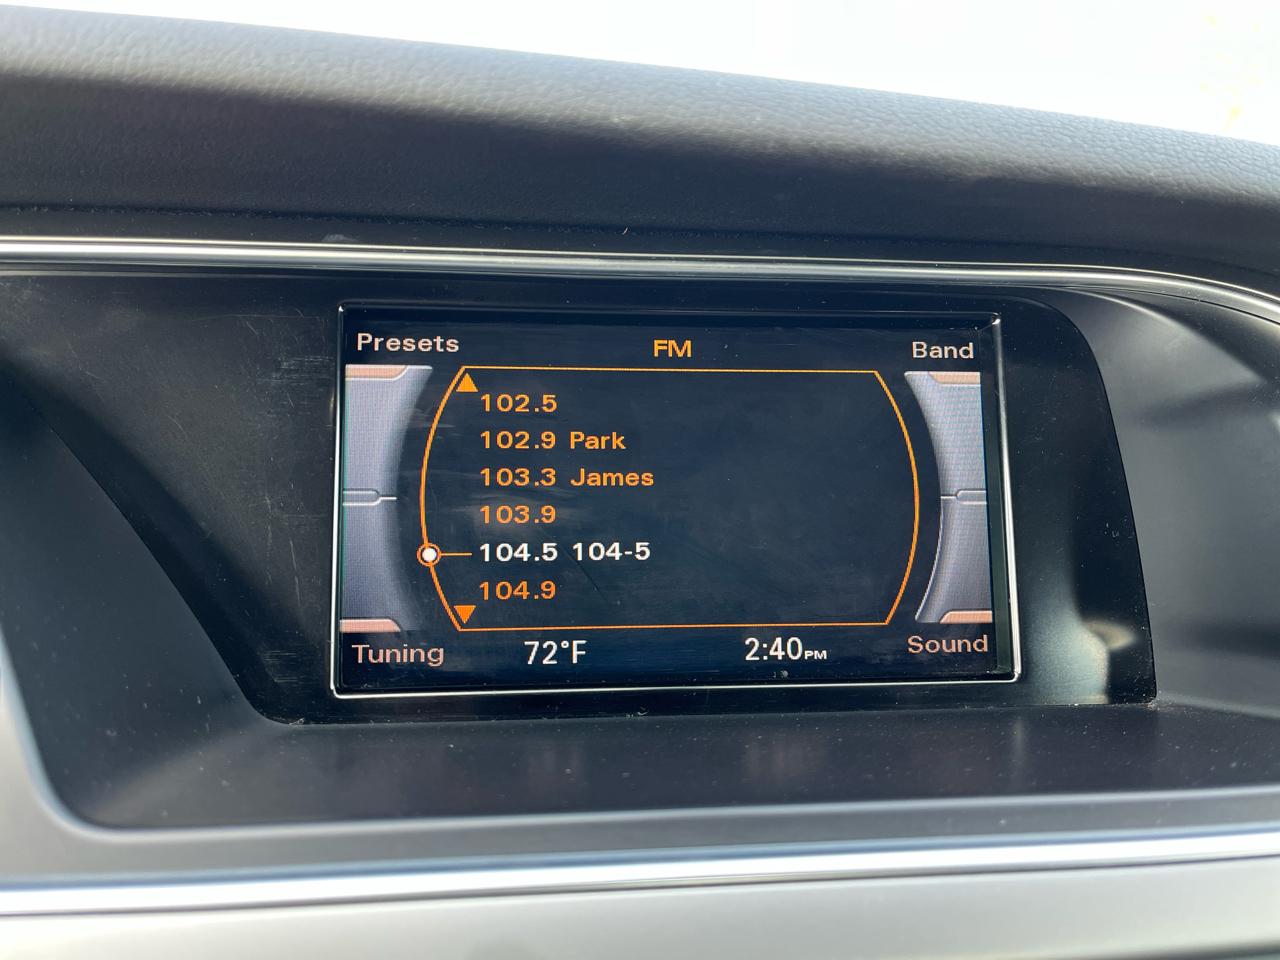 Presets FM Band
102.5
102.9 Park
103.3 James
103.9
104.5 104-5
104.9
Tuning 72°F 2:40PM Sound